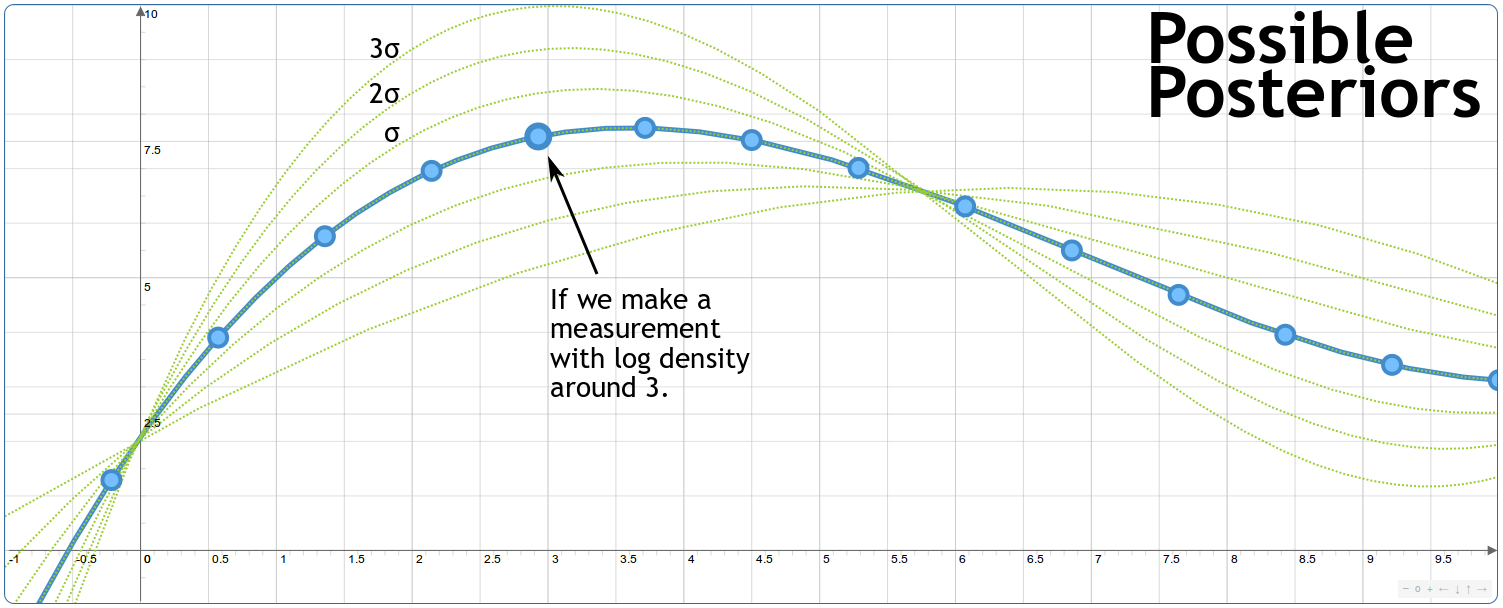 Possible
Posteriors
10
3σ
2σ
σ
7.5
If we make a
measurement
with log density
around 3.
5
2.5
-1 -0.5 0 0.5 1 1.5 2 2.5 3 3.5 4 4.5 5 5.5 6 6.5 7 7.5 8 8.5 9 9.5
− o + ← ↓ ↑ →